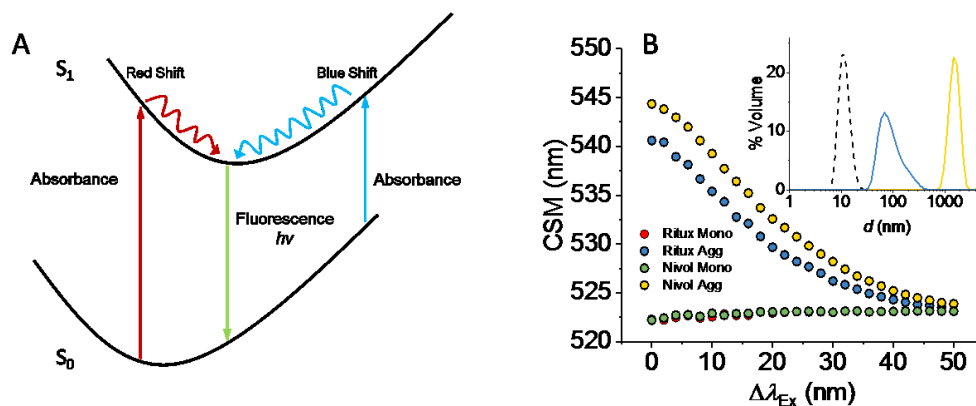 A
S1
Red Shift
Blue Shift
Absorbance
Absorbance
Fluorescence
hv
S0
B
CSM (nm)
545
540
535
530
525
520
0
10
20
30
40
50
ΔλEx (nm)
Ritux Mono
Ritux Agg
Nivol Mono
Nivol Agg
% Volume
20
10
0
1
10
100
1000
d (nm)